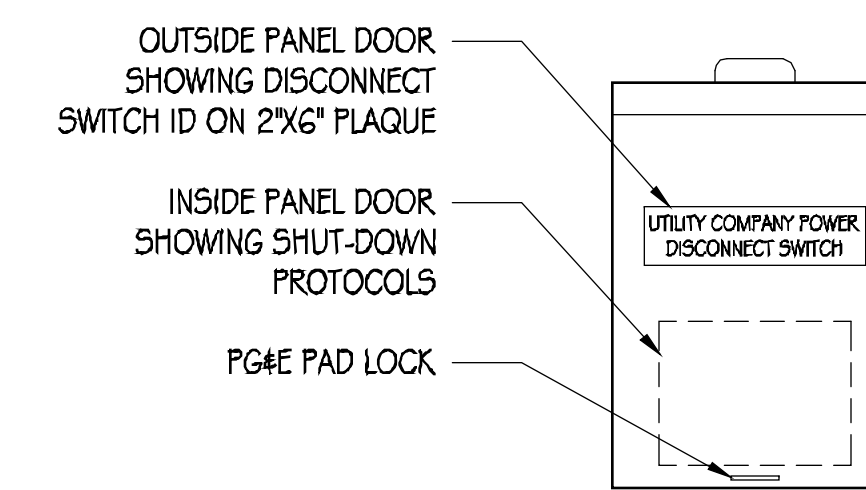 OUTSIDE PANEL DOOR
SHOWING DISCONNECT
SWITCH ID ON 2"X6" PLAQUE
INSIDE PANEL DOOR
SHOWING SHUT-DOWN
PROTOCOLS
PG&E PAD LOCK
UTILITY COMPANY POWER
DISCONNECT SWITCH